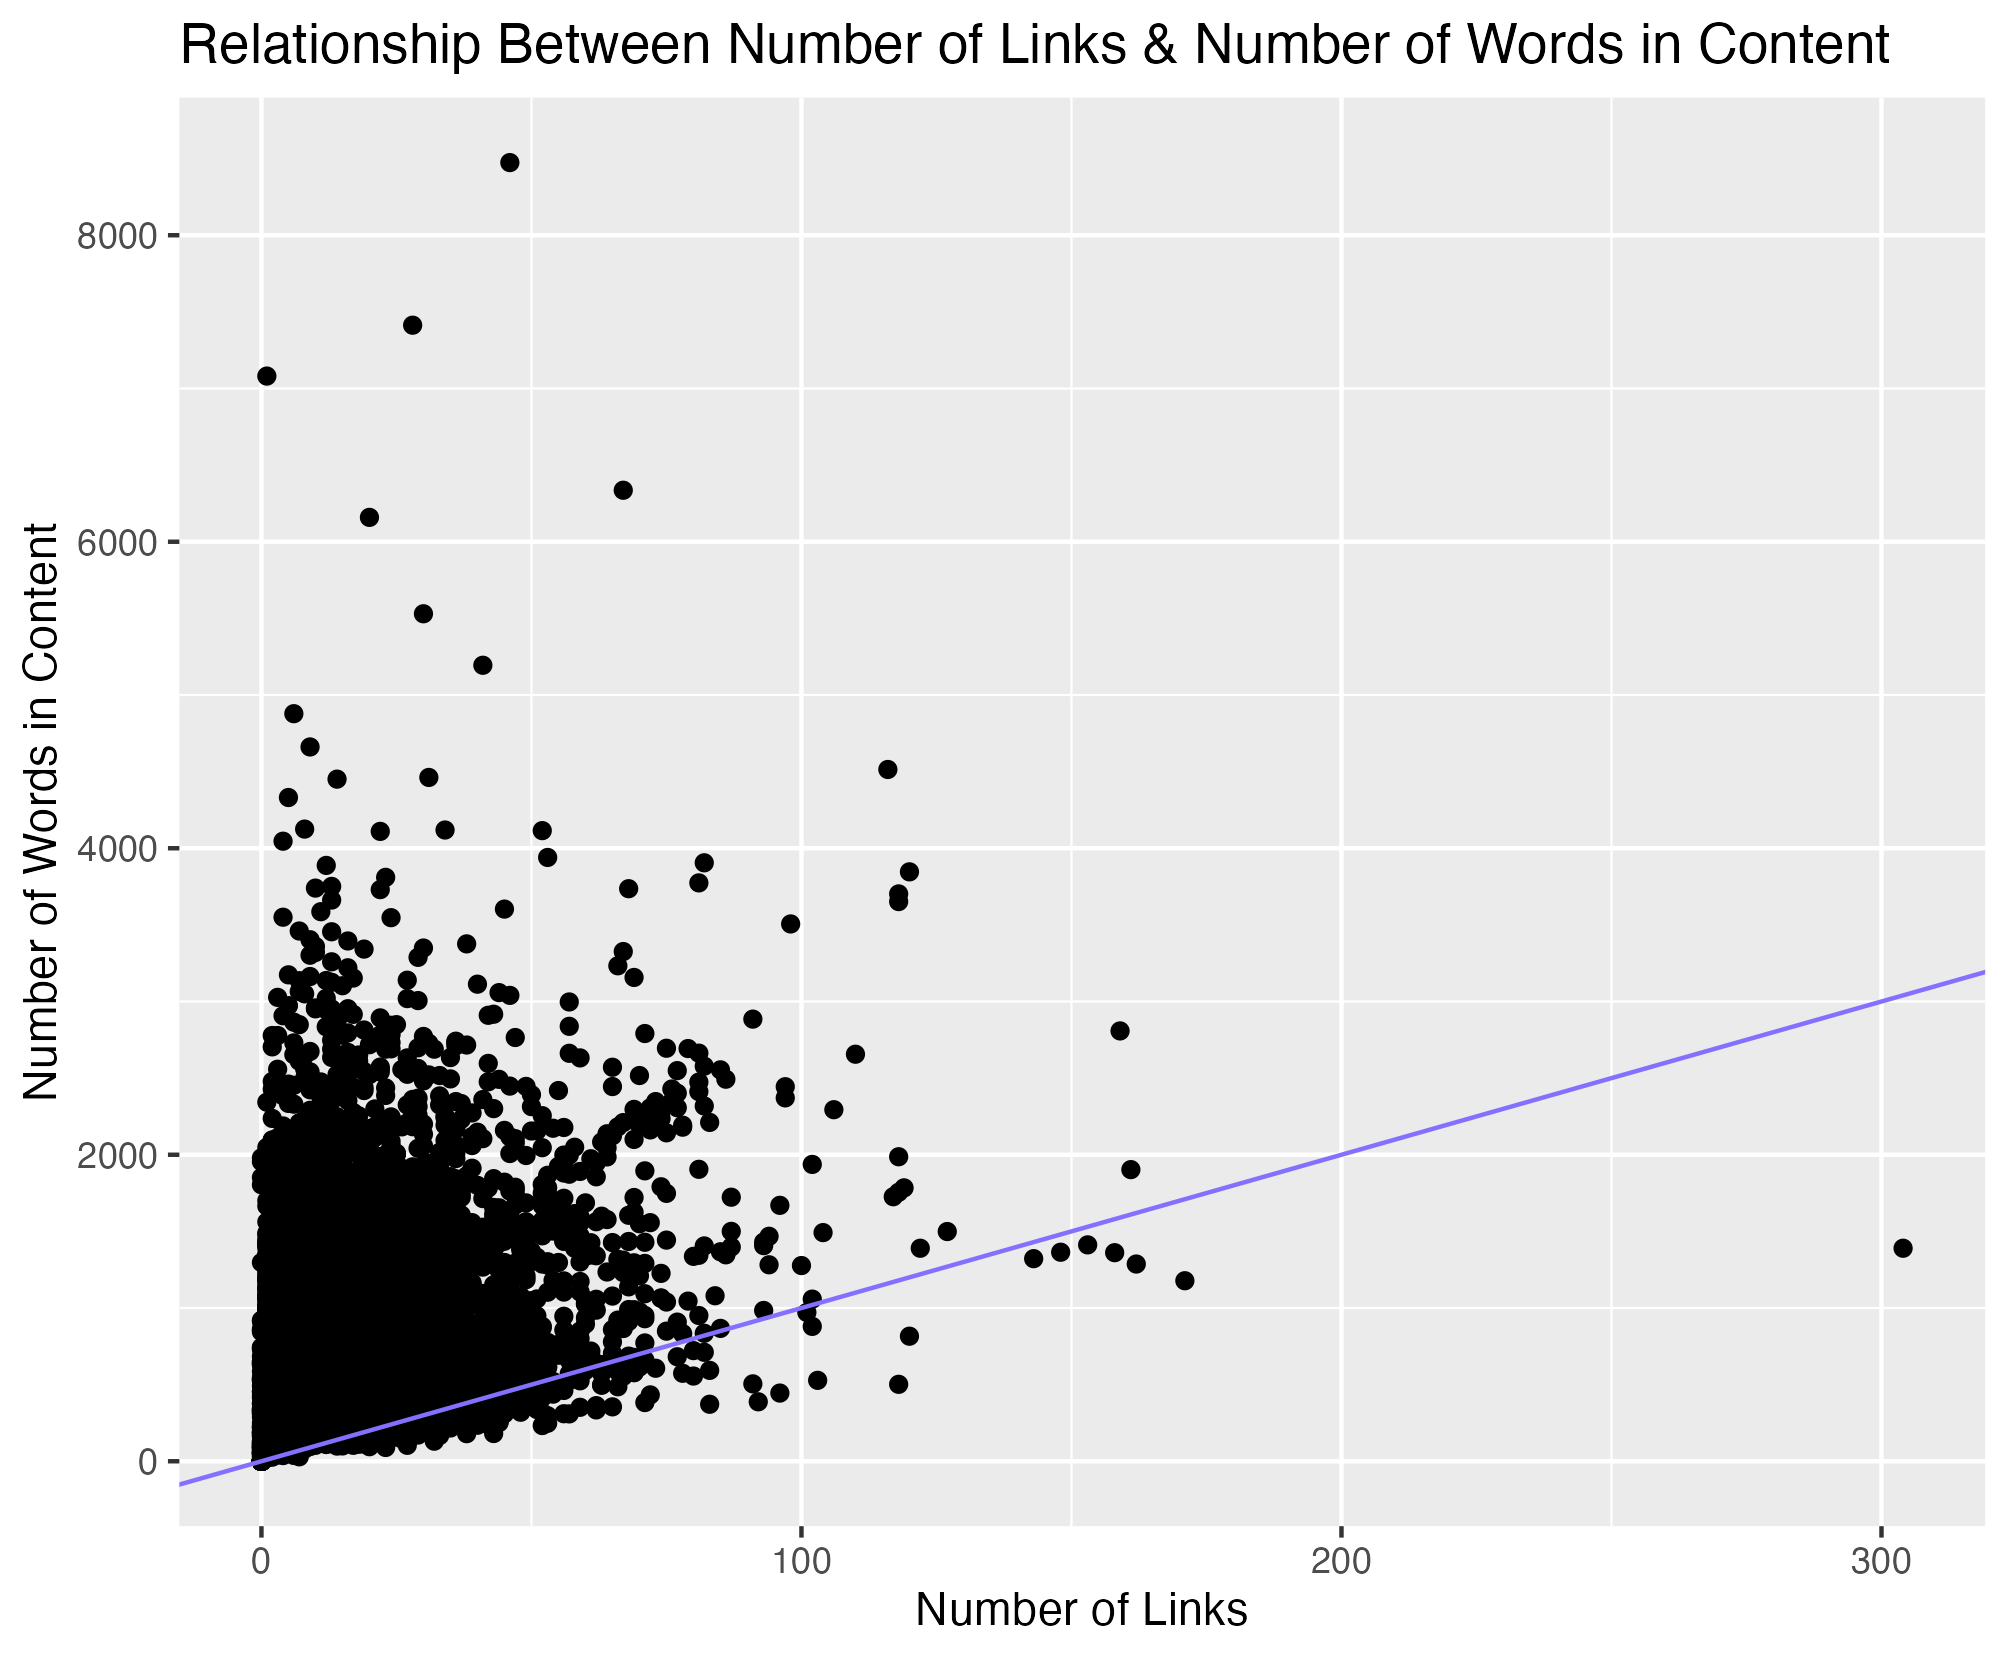 Relationship Between Number of Links & Number of Words in Content
Number of Words in Content
8000
6000
4000
2000
0
0 100 200 300
Number of Links